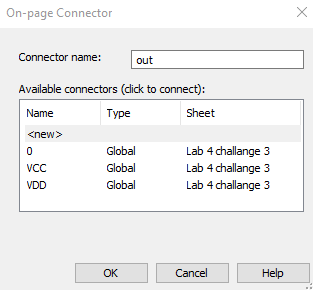 On-page Connector
Connector name: out
Available connectors (click to connect):
Name Type Sheet
<new>
0 Global Lab 4 challange 3
VCC Global Lab 4 challange 3
VDD Global Lab 4 challange 3
OK Cancel Help